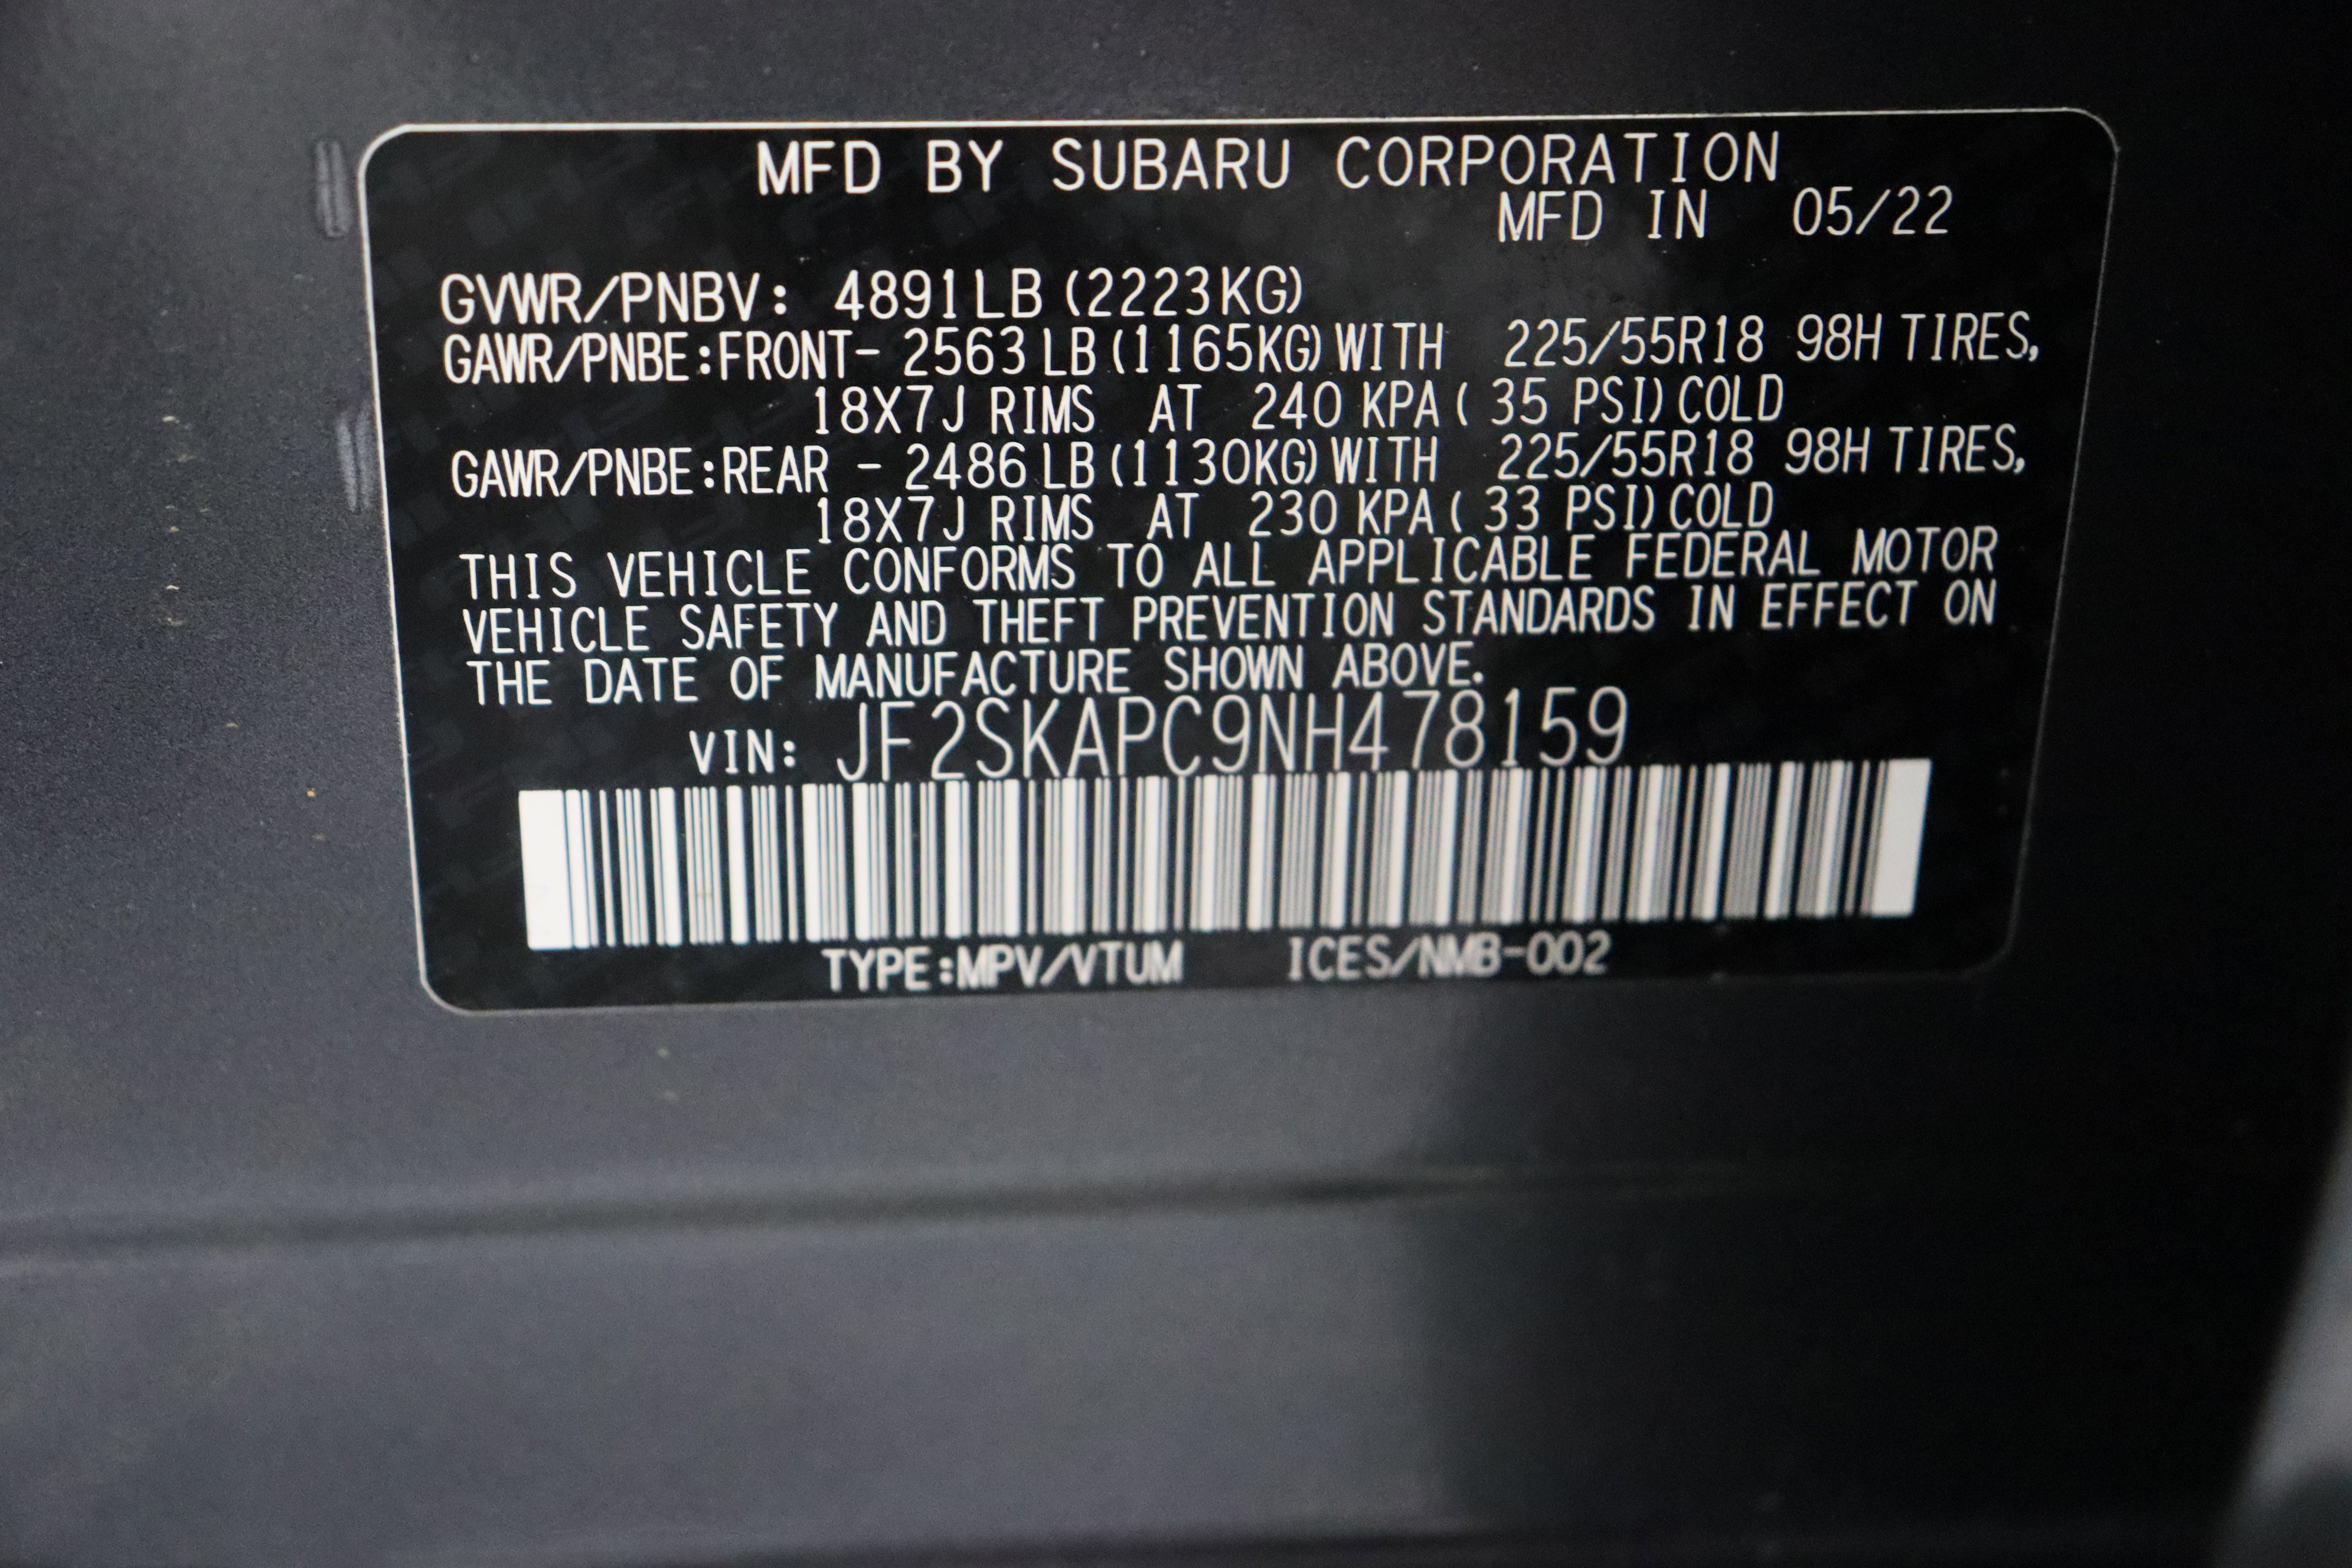 MFD BY SUBARU CORPORATION
MFD IN 05/22
GVWR/PNBV: 4891LB (2223KG)
GAWR/PNBE:FRONT- 2563 LB (1165KG) WITH 225/55R18 98H TIRES,
18X7J RIMS AT 240 KPA ( 35 PSI) COLD
GAWR/PNBE:REAR - 2486 LB (1130KG) WITH 225/55R18 98H TIRES,
18X7J RIMS AT 230 KPA ( 33 PSI) COLD
THIS VEHICLE CONFORMS TO ALL APPLICABLE FEDERAL MOTOR
VEHICLE SAFETY AND THEFT PREVENTION STANDARDS IN EFFECT ON
THE DATE OF MANUFACTURE SHOWN ABOVE.
VIN: JF2SKAPC9NH478159
TYPE:MPV/VTUM ICES/NMB-002